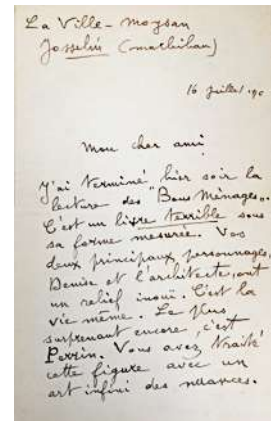 La Ville-Moysan
Josselin (Morbihan)
16 juillet 190
Mon cher ami
J'ai terminé hier soir la
lecture des "Bons Ménages".
C'est un livre terrible sous
sa forme mesurée. Vos
deux principaux personnages,
Denise et l'architecte, ont
un relief inouï. C'est la
vie même. Le plus
surprenant encore, c'est
Perrin. Vous avez traité
cette figure avec un
art infini des nuances.